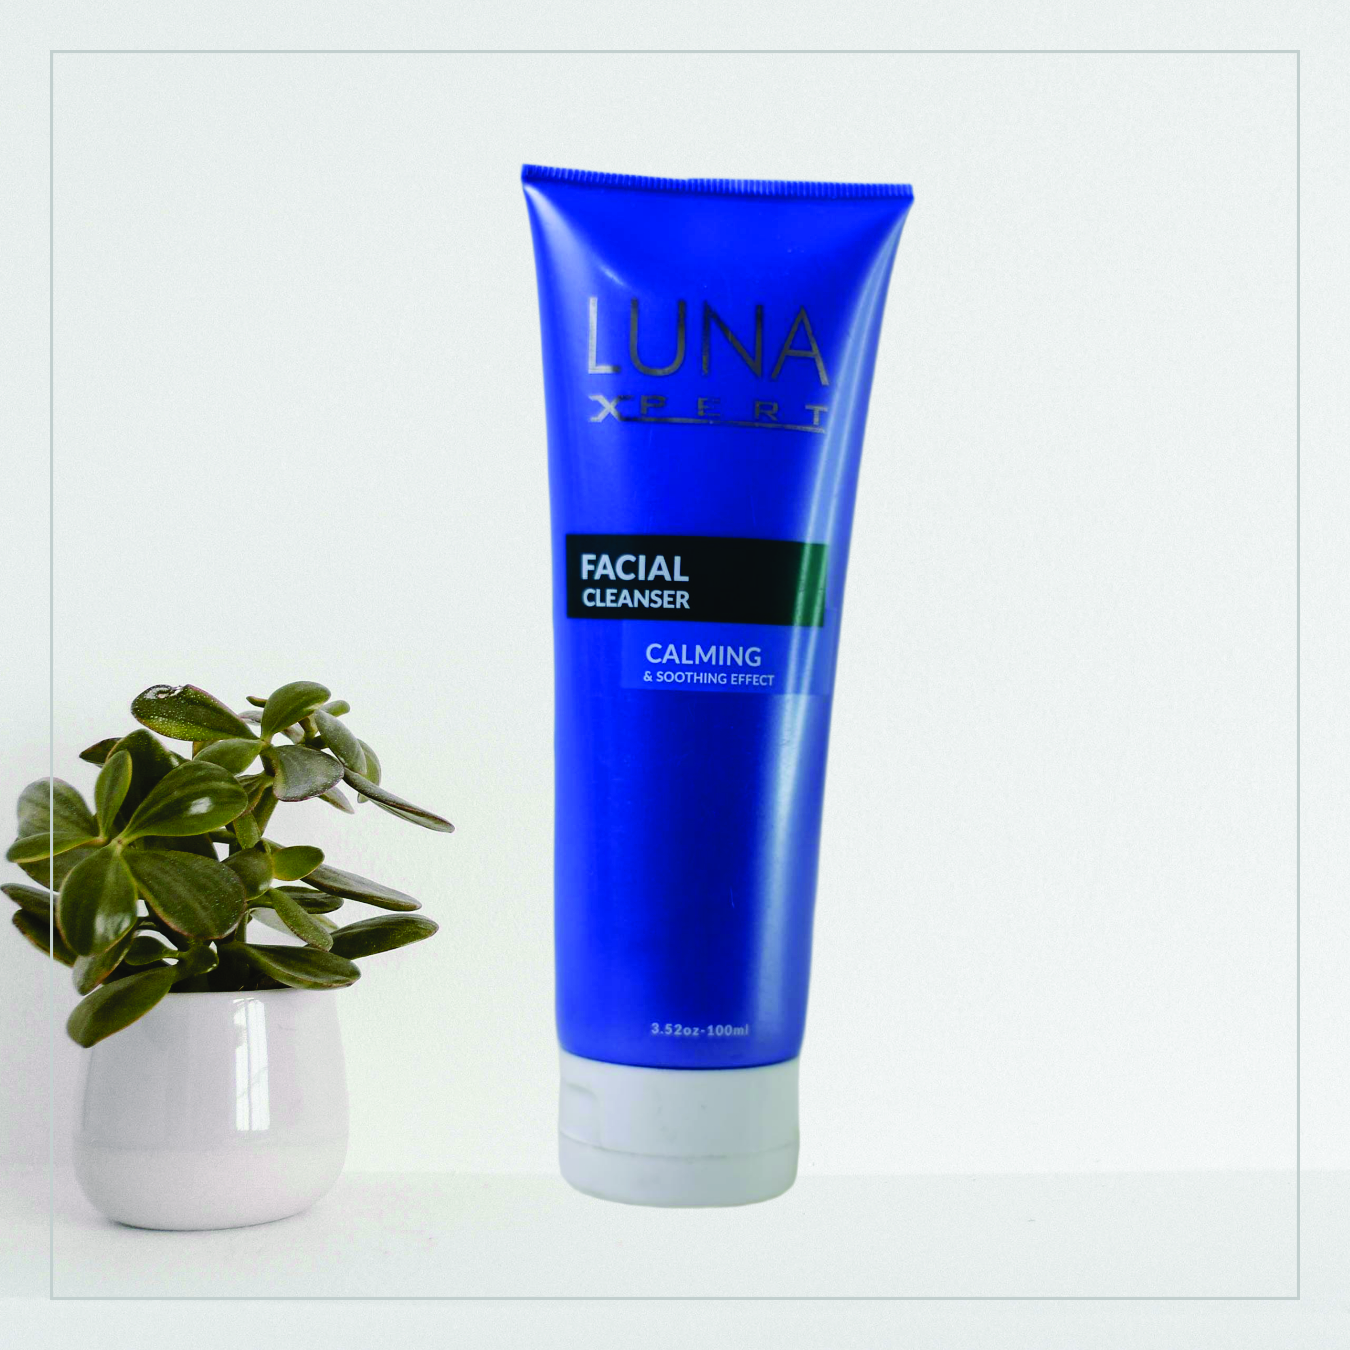 LUNA
XPERT
FACIAL
CLEANSER
CALMING
& SOOTHING EFFECT
3.52oz-100ml